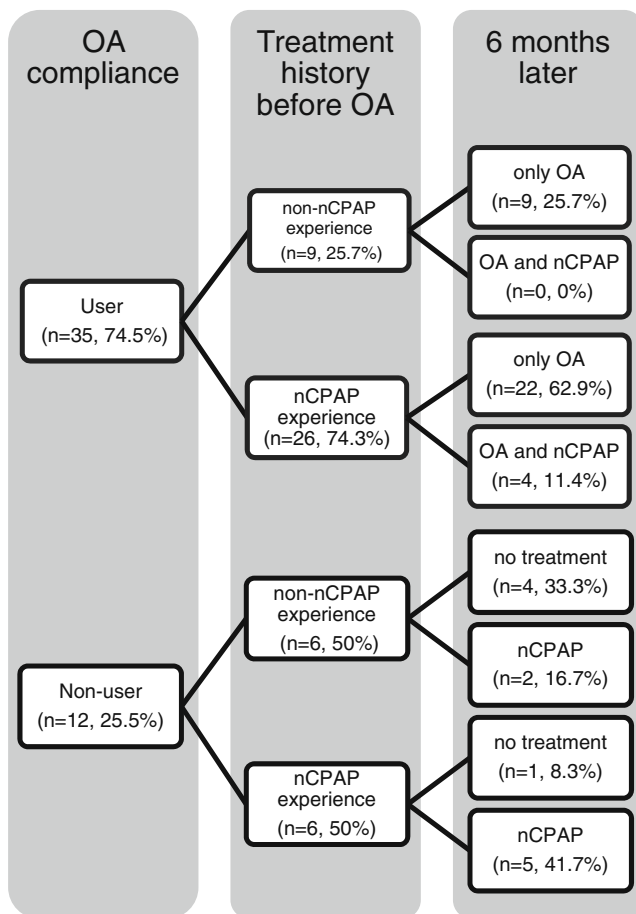 OA
compliance
Treatment
history
before OA
6 months
later
User
(n=35, 74.5%)
non-nCPAP
experience
(n=9, 25.7%)
only OA
(n=9, 25.7%)
OA and nCPAP
(n=0, 0%)
nCPAP
experience
(n=26, 74.3%)
only OA
(n=22, 62.9%)
OA and nCPAP
(n=4, 11.4%)
Non-user
(n=12, 25.5%)
non-nCPAP
experience
(n=6, 50%)
no treatment
(n=4, 33.3%)
nCPAP
(n=2, 16.7%)
nCPAP
experience
(n=6, 50%)
no treatment
(n=1, 8.3%)
nCPAP
(n=5, 41.7%)